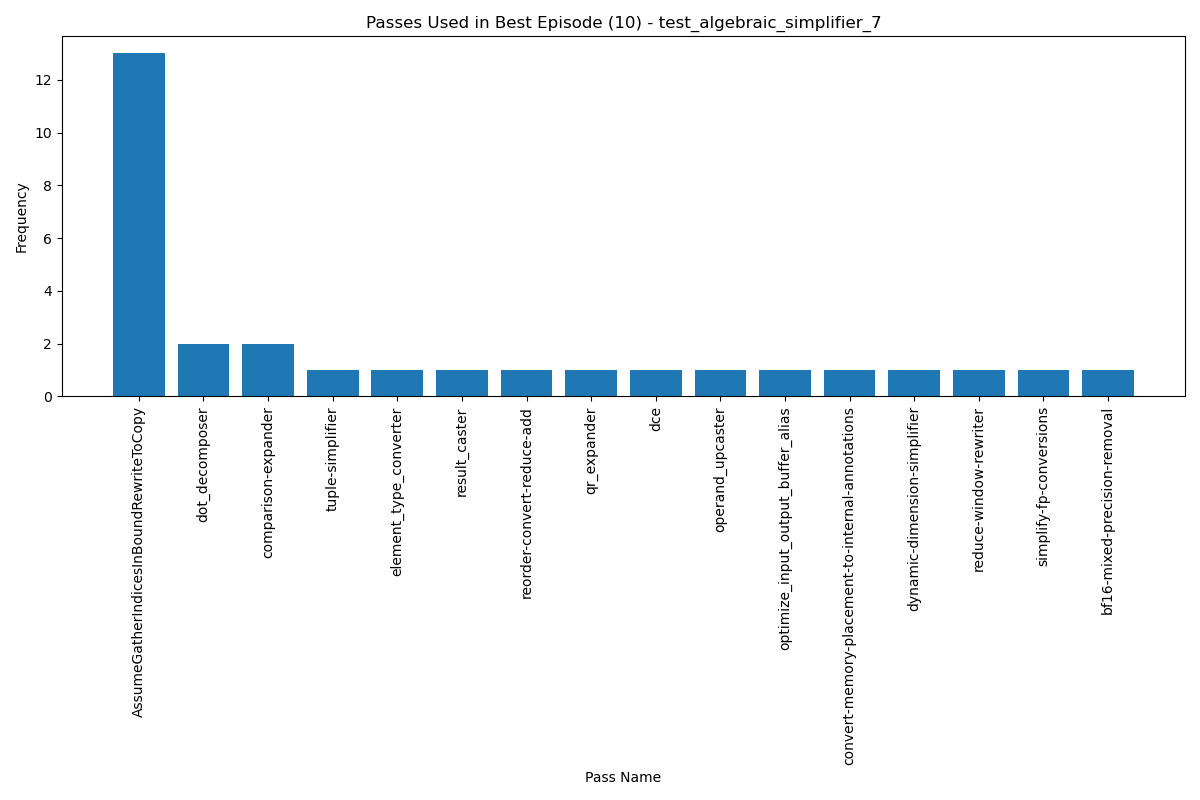 Passes Used in Best Episode (10) - test_algebraic_simplifier_7
Frequency
12
10
8
6
4
2
0
AssumeGatherIndicesInBoundRewriteToCopy
dot_decomposer
comparison-expander
tuple-simplifier
element_type_converter
result_caster
reorder-convert-reduce-add
qr_expander
dce
operand_upcaster
optimize_input_output_buffer_alias
convert-memory-placement-to-internal-annotations
dynamic-dimension-simplifier
reduce-window-rewriter
simplify-fp-conversions
bf16-mixed-precision-removal
Pass Name